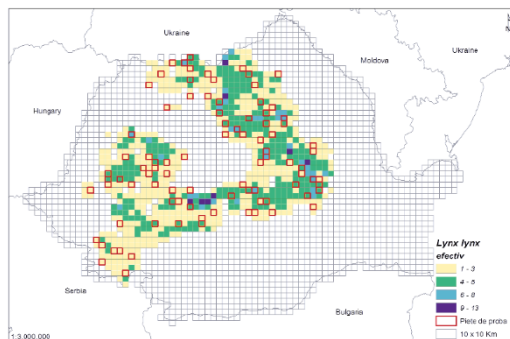 Ukraine
Moldova
Ukraine
Hungary
Serbia
Bulgaria
Lynx lynx
efectiv
1 - 3
4 - 5
6 - 8
9 - 13
Piete de proba
10 x 10 Km
1:3.000.000